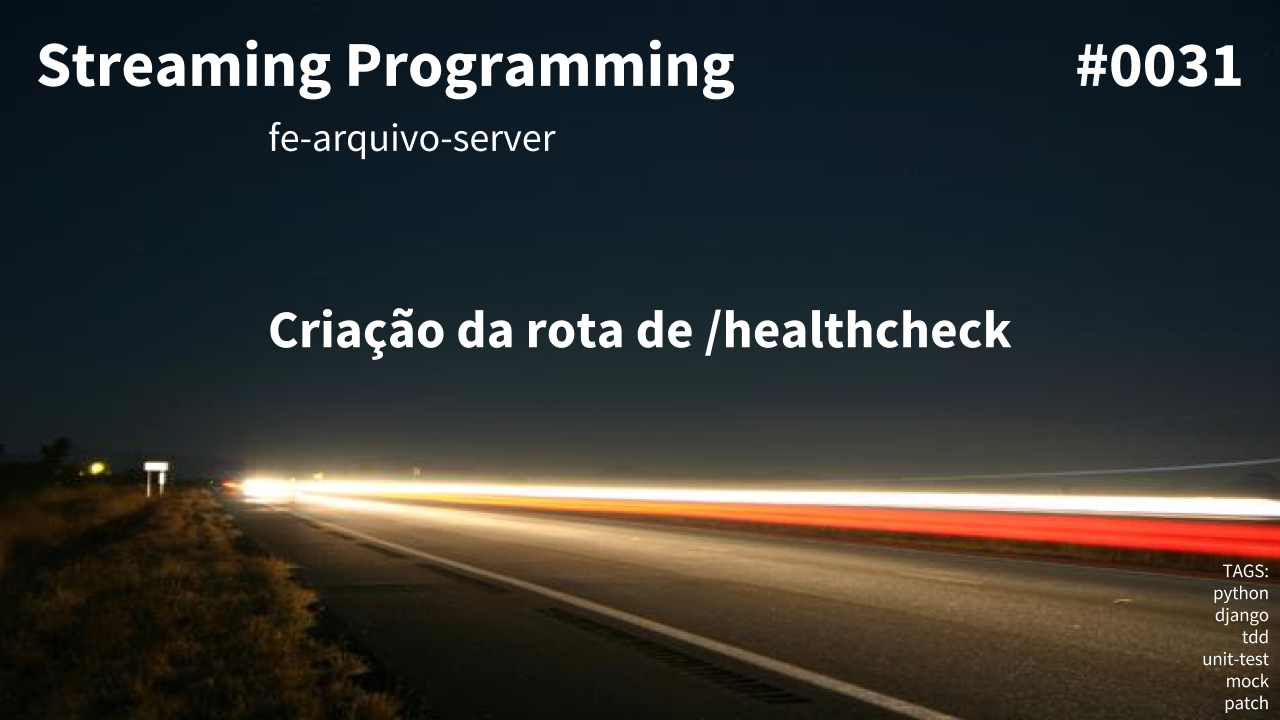 Streaming Programming
#0031
fe-arquivo-server
Criação da rota de /healthcheck
TAGS:
python
django
tdd
unit-test
mock
patch